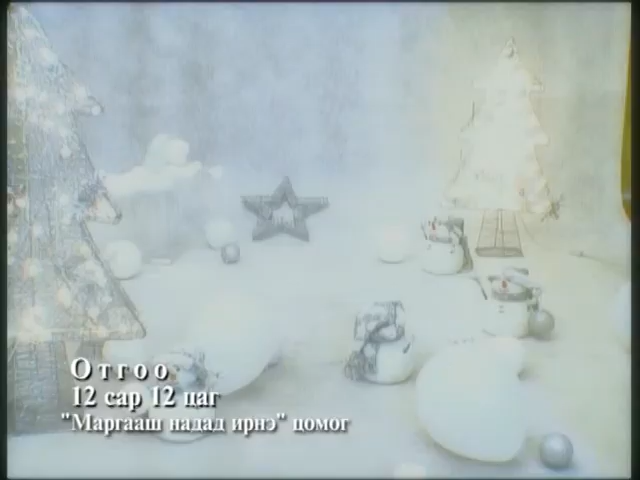 Отгоо
12 сар 12 цаг
"Маргааш надад ирнэ" цомог